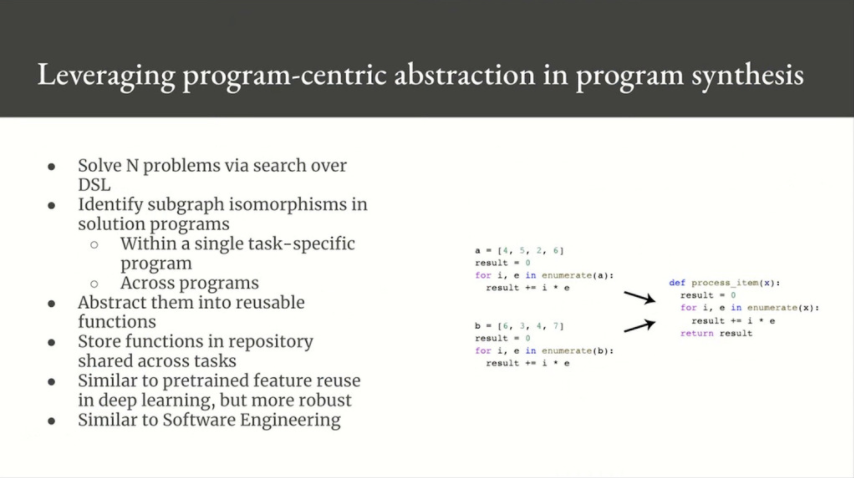 Leveraging program-centric abstraction in program synthesis
● Solve N problems via search over
DSL
● Identify subgraph isomorphisms in
solution programs
○ Within a single task-specific
program
○ Across programs
● Abstract them into reusable
functions
● Store functions in repository
shared across tasks
● Similar to pretrained feature reuse
in deep learning, but more robust
● Similar to Software Engineering
a = [4, 5, 2, 6]
result = 0
for i, e in enumerate(a):
  result += i * e
b = [6, 3, 4, 7]
result = 0
for i, e in enumerate(b):
  result += i * e
def process_item(x):
  result = 0
  for i, e in enumerate(x):
    result += i * e
  return result